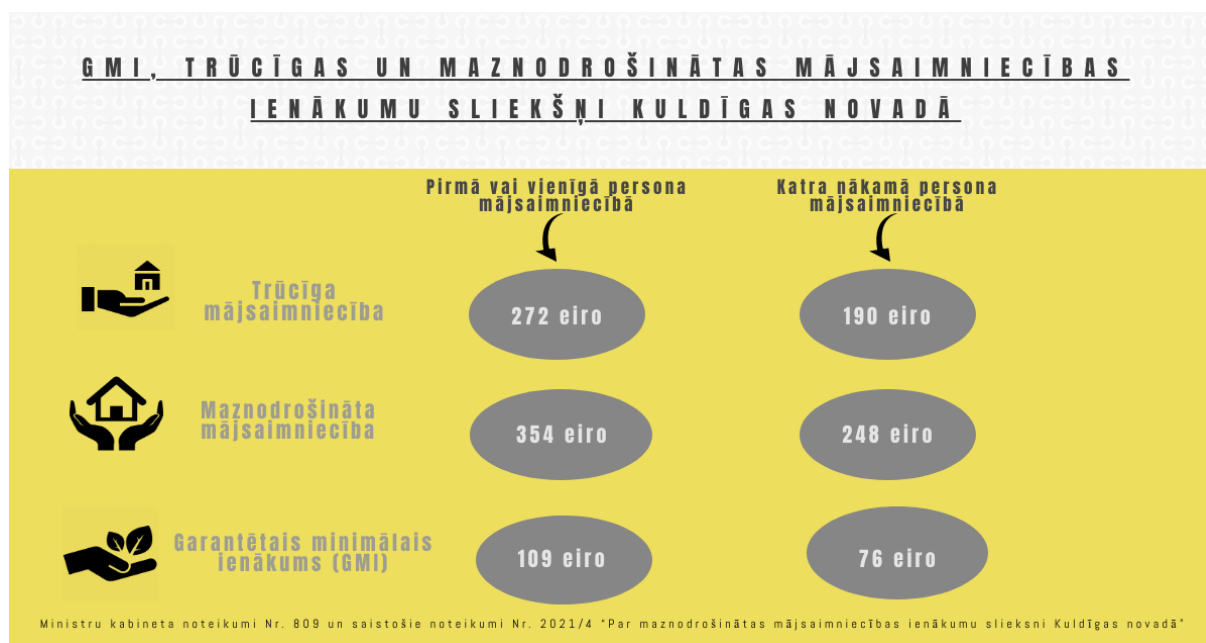 GMI, TRŪCĪGAS UN MAZNODROŠINĀTAS MĀJSAIMNIECĪBAS
IENĀKUMU SLIEKŠŅI KULDĪGAS NOVADĀ
Pirmā vai vienīgā persona
mājsaimniecībā
Katra nākamā persona
mājsaimniecībā
Trūcīga
mājsaimniecība
272 eiro
190 eiro
Maznodrošināta
mājsaimniecība
354 eiro
248 eiro
Garantētais minimālais
ienākums (GMI)
109 eiro
76 eiro
Ministru kabineta noteikumi Nr. 809 un saistošie noteikumi Nr. 2021/4 "Par maznodrošinātas mājsaimniecības ienākumu slieksni Kuldīgas novadā"